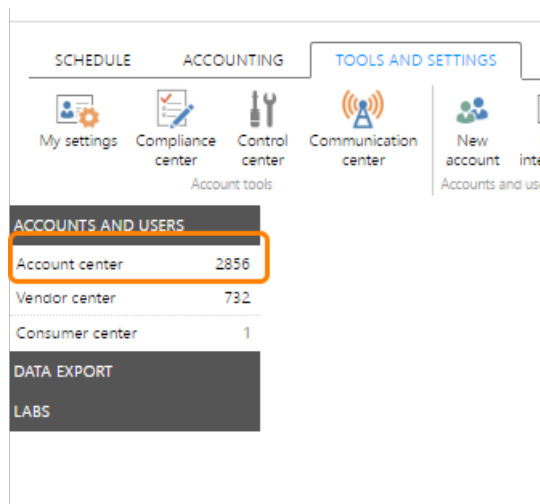 SCHEDULE ACCOUNTING TOOLS AND SETTINGS
My settings Compliance Control Communication New
center center center account
Account tools Accounts and
ACCOUNTS AND USERS
Account center 2856
Vendor center 732
Consumer center 1
DATA EXPORT
LABS